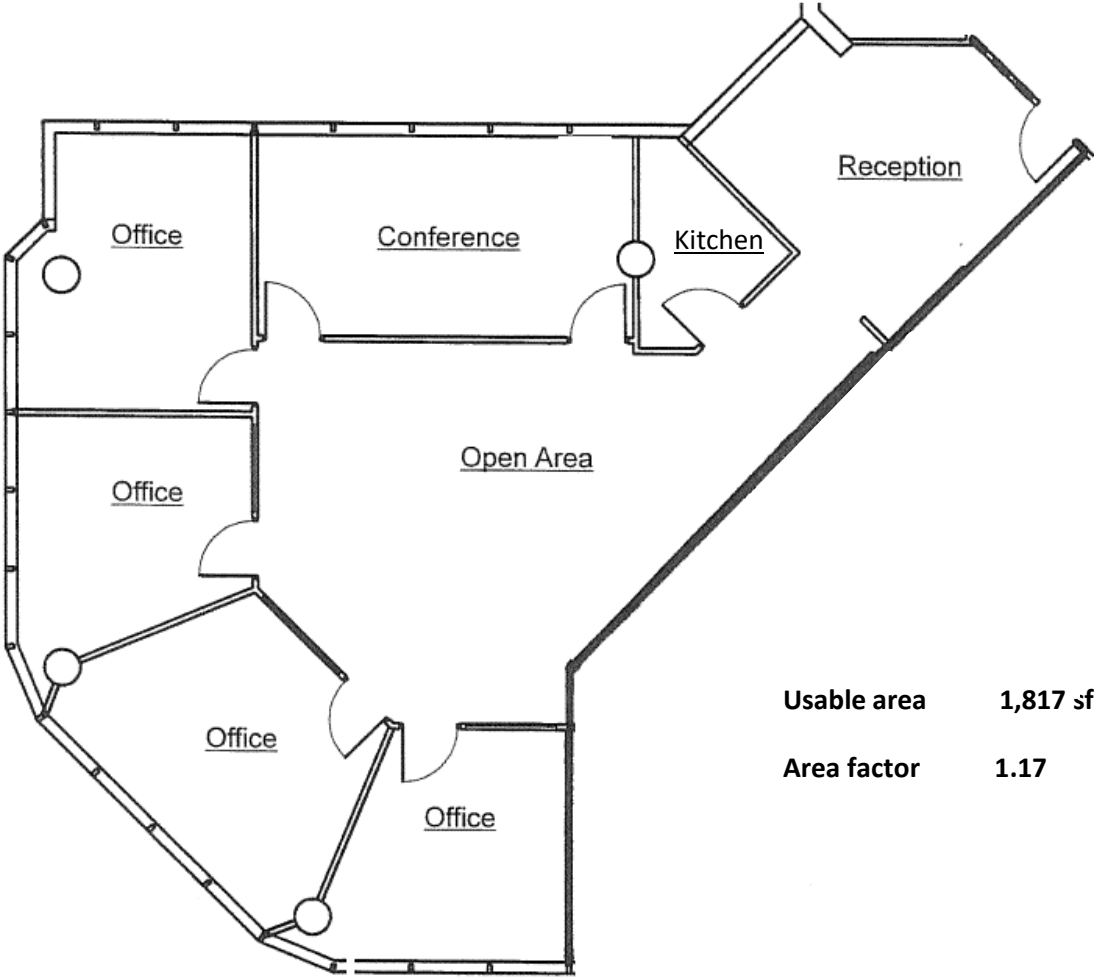 Reception
Office
Conference
Kitchen
Open Area
Office
Usable area 1,817 sf
Office
Area factor 1.17
Office